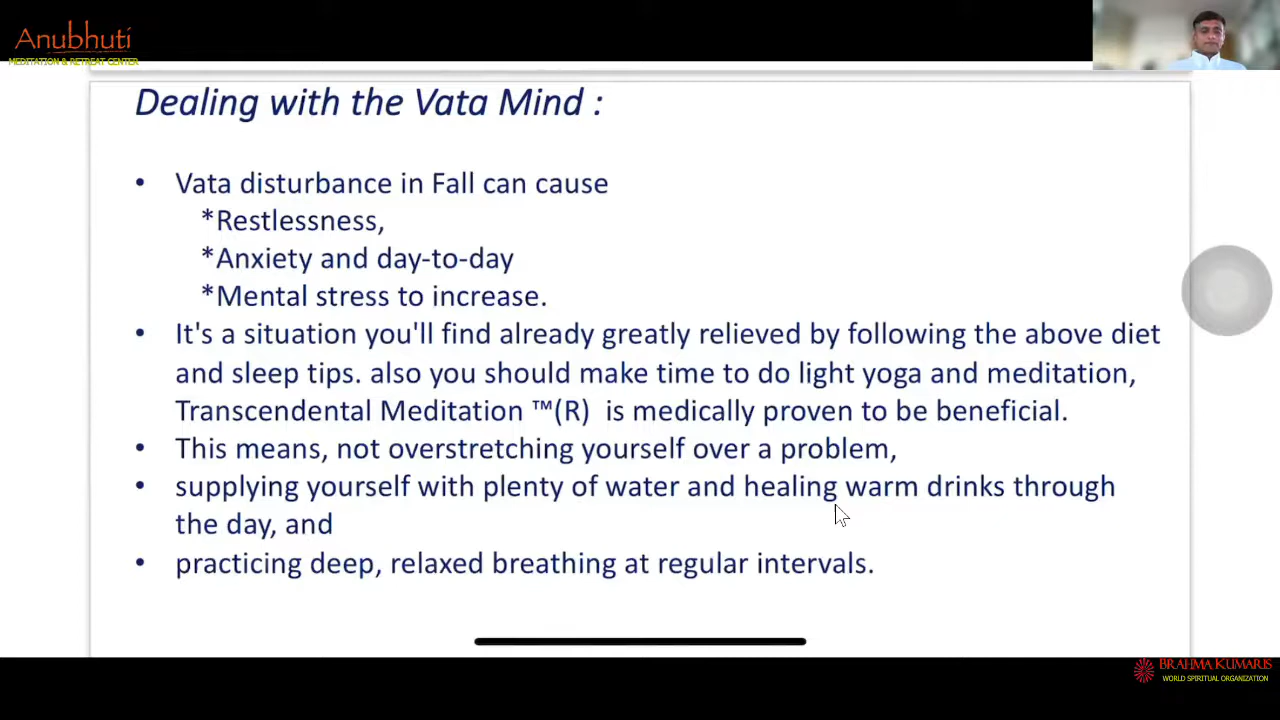 Anubhuti
MEDITATION & RETREAT CENTER
Dealing with the Vata Mind :
• Vata disturbance in Fall can cause
*Restlessness,
*Anxiety and day-to-day
*Mental stress to increase.
• It's a situation you'll find already greatly relieved by following the above diet
and sleep tips. also you should make time to do light yoga and meditation,
Transcendental Meditation ™(R) is medically proven to be beneficial.
• This means, not overstretching yourself over a problem,
• supplying yourself with plenty of water and healing warm drinks through
the day, and
• practicing deep, relaxed breathing at regular intervals.
BRAHMA KUMARIS
WORLD SPIRITUAL ORGANIZATION